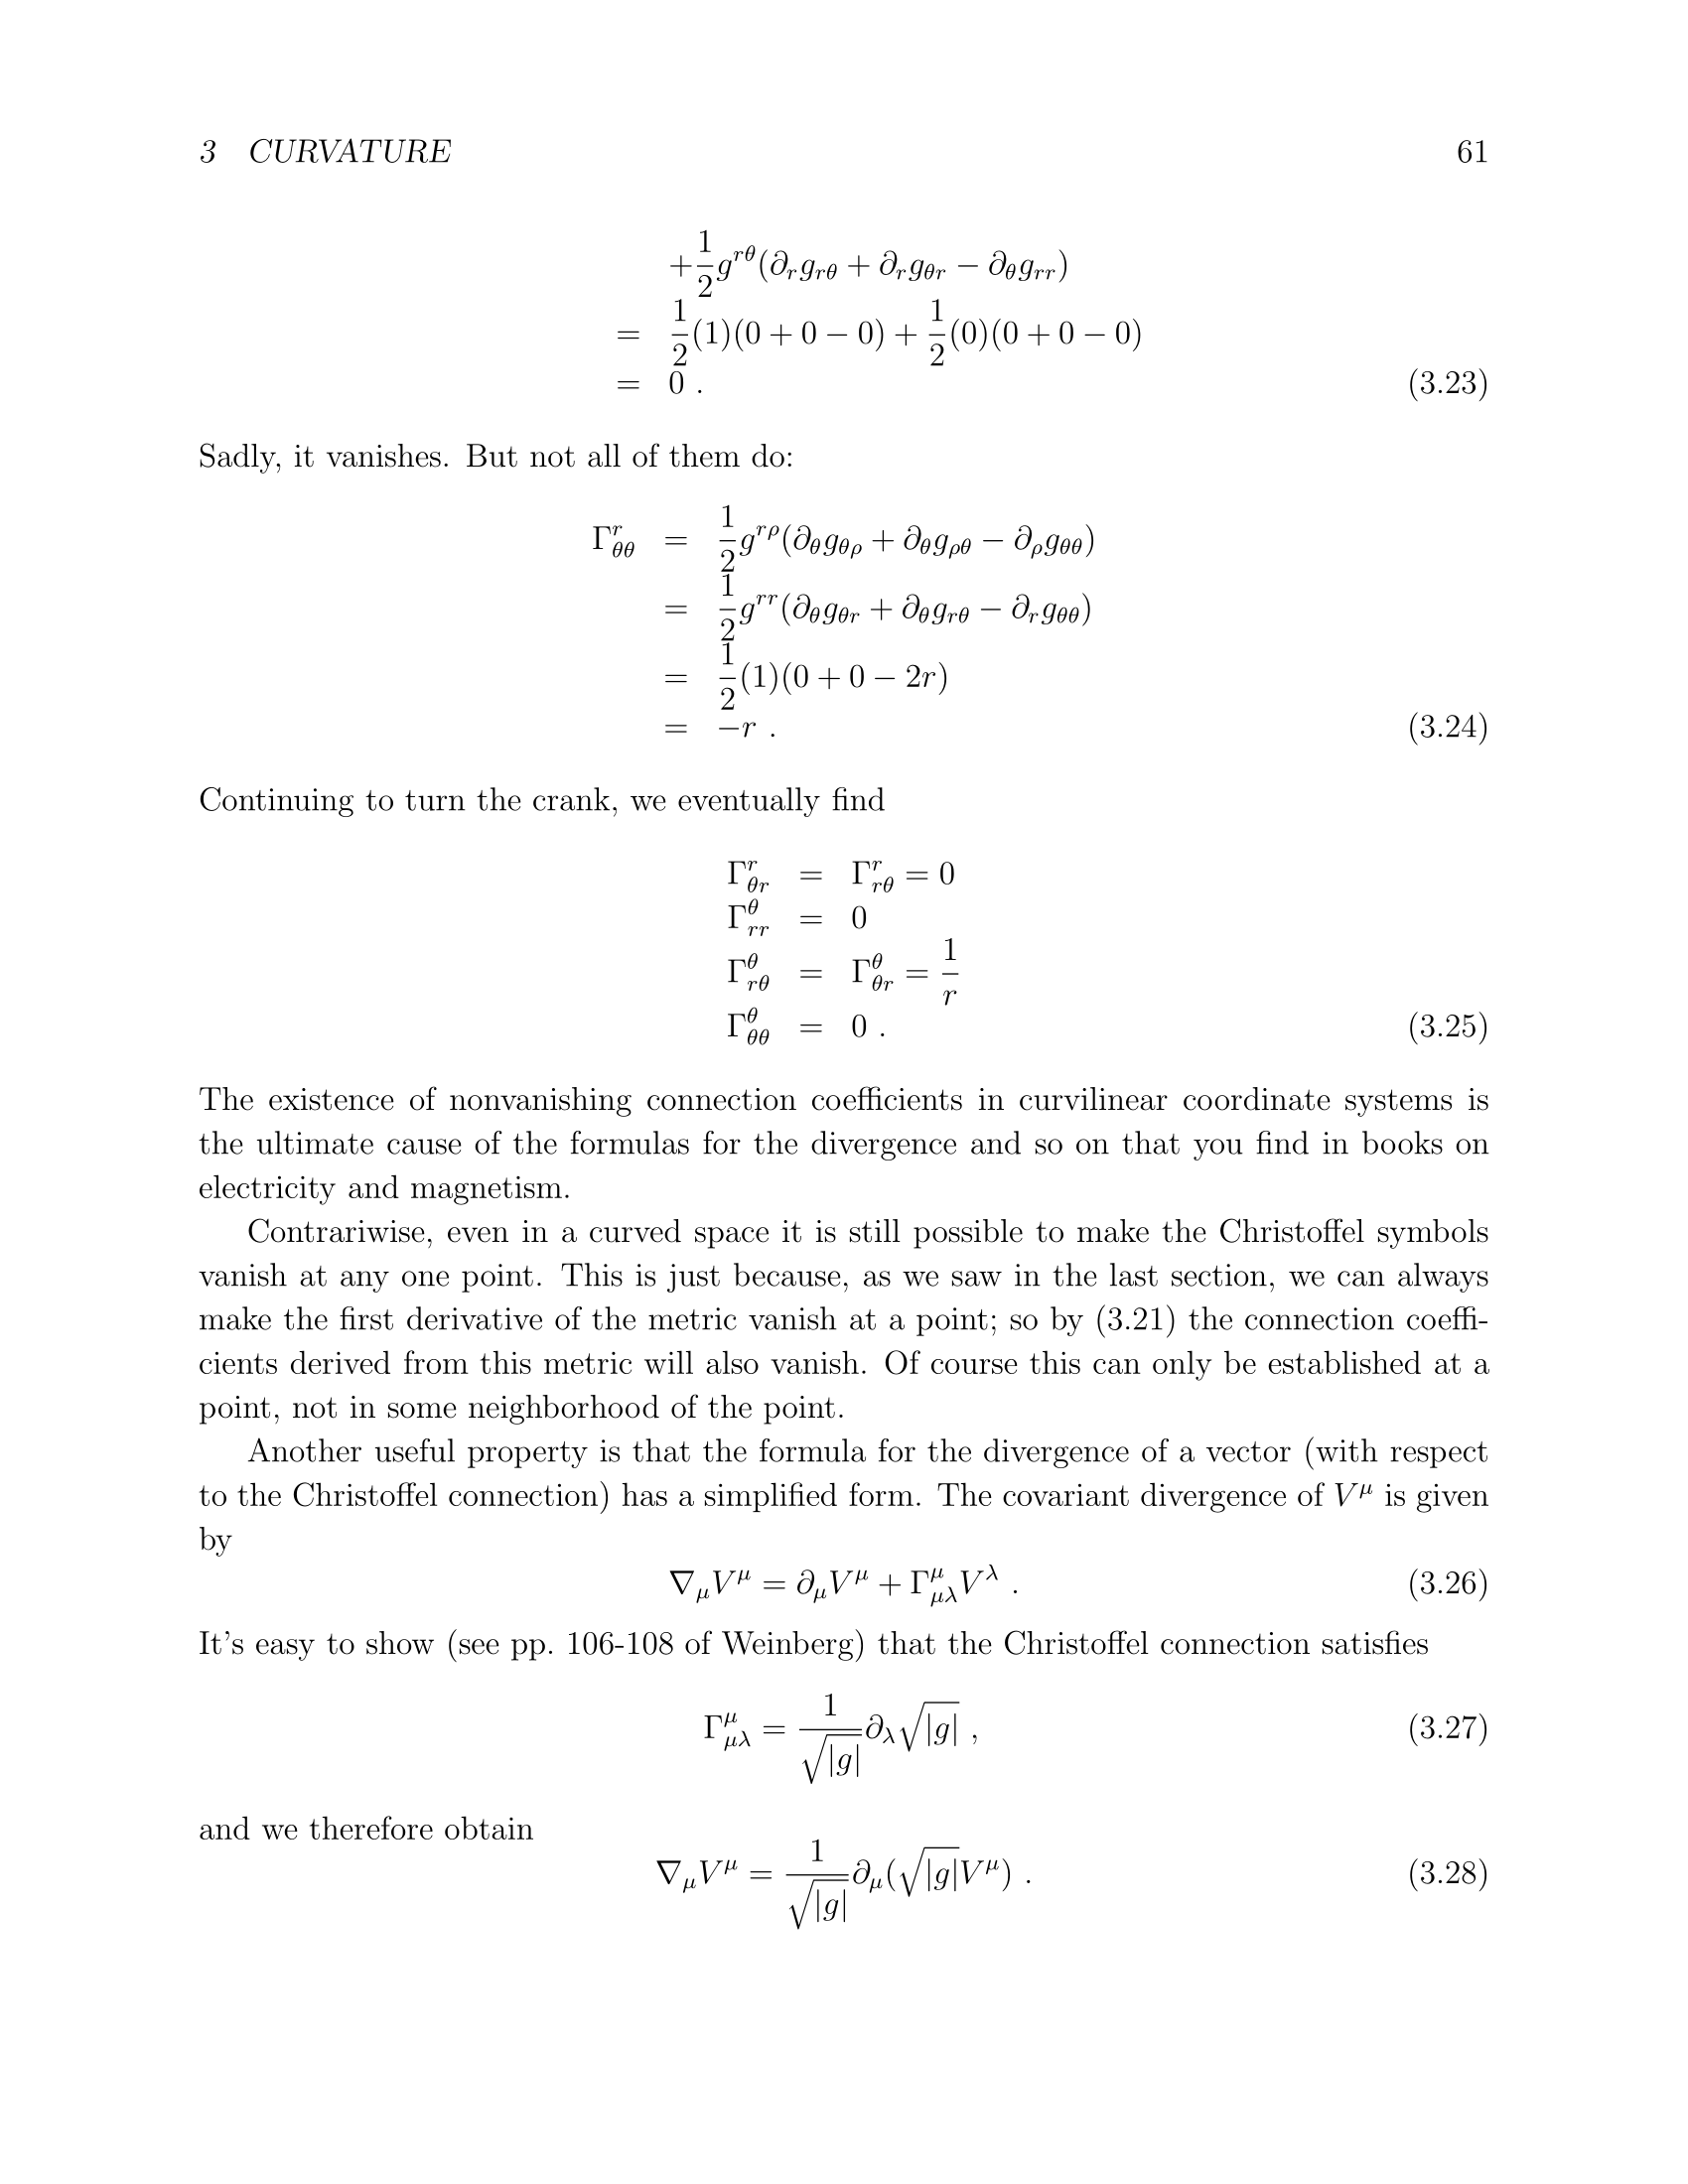 3 CURVATURE 61
+\frac{1}{2}g^{r\theta}(\partial_r g_{r\theta} + \partial_r g_{\theta r} - \partial_\theta g_{rr})
= \frac{1}{2}(1)(0 + 0 - 0) + \frac{1}{2}(0)(0 + 0 - 0)
= 0 . (3.23)
Sadly, it vanishes. But not all of them do:
\Gamma^r_{\theta\theta} = \frac{1}{2}g^{r\rho}(\partial_\theta g_{\theta\rho} + \partial_\theta g_{\rho\theta} - \partial_\rho g_{\theta\theta})
= \frac{1}{2}g^{rr}(\partial_\theta g_{\theta r} + \partial_\theta g_{r\theta} - \partial_r g_{\theta\theta})
= \frac{1}{2}(1)(0 + 0 - 2r)
= -r . (3.24)
Continuing to turn the crank, we eventually find
\Gamma^r_{\theta r} = \Gamma^r_{r\theta} = 0
\Gamma^\theta_{rr} = 0
\Gamma^\theta_{r\theta} = \Gamma^\theta_{\theta r} = \frac{1}{r}
\Gamma^\theta_{\theta\theta} = 0 . (3.25)
The existence of nonvanishing connection coefficients in curvilinear coordinate systems is
the ultimate cause of the formulas for the divergence and so on that you find in books on
electricity and magnetism.
Contrariwise, even in a curved space it is still possible to make the Christoffel symbols
vanish at any one point. This is just because, as we saw in the last section, we can always
make the first derivative of the metric vanish at a point; so by (3.21) the connection coeffi-
cients derived from this metric will also vanish. Of course this can only be established at a
point, not in some neighborhood of the point.
Another useful property is that the formula for the divergence of a vector (with respect
to the Christoffel connection) has a simplified form. The covariant divergence of V^\mu is given
by
\nabla_\mu V^\mu = \partial_\mu V^\mu + \Gamma^\mu_{\mu\lambda} V^\lambda . (3.26)
It's easy to show (see pp. 106-108 of Weinberg) that the Christoffel connection satisfies
\Gamma^\mu_{\mu\lambda} = \frac{1}{\sqrt{|g|}} \partial_\lambda \sqrt{|g|} , (3.27)
and we therefore obtain
\nabla_\mu V^\mu = \frac{1}{\sqrt{|g|}} \partial_\mu (\sqrt{|g|} V^\mu) . (3.28)